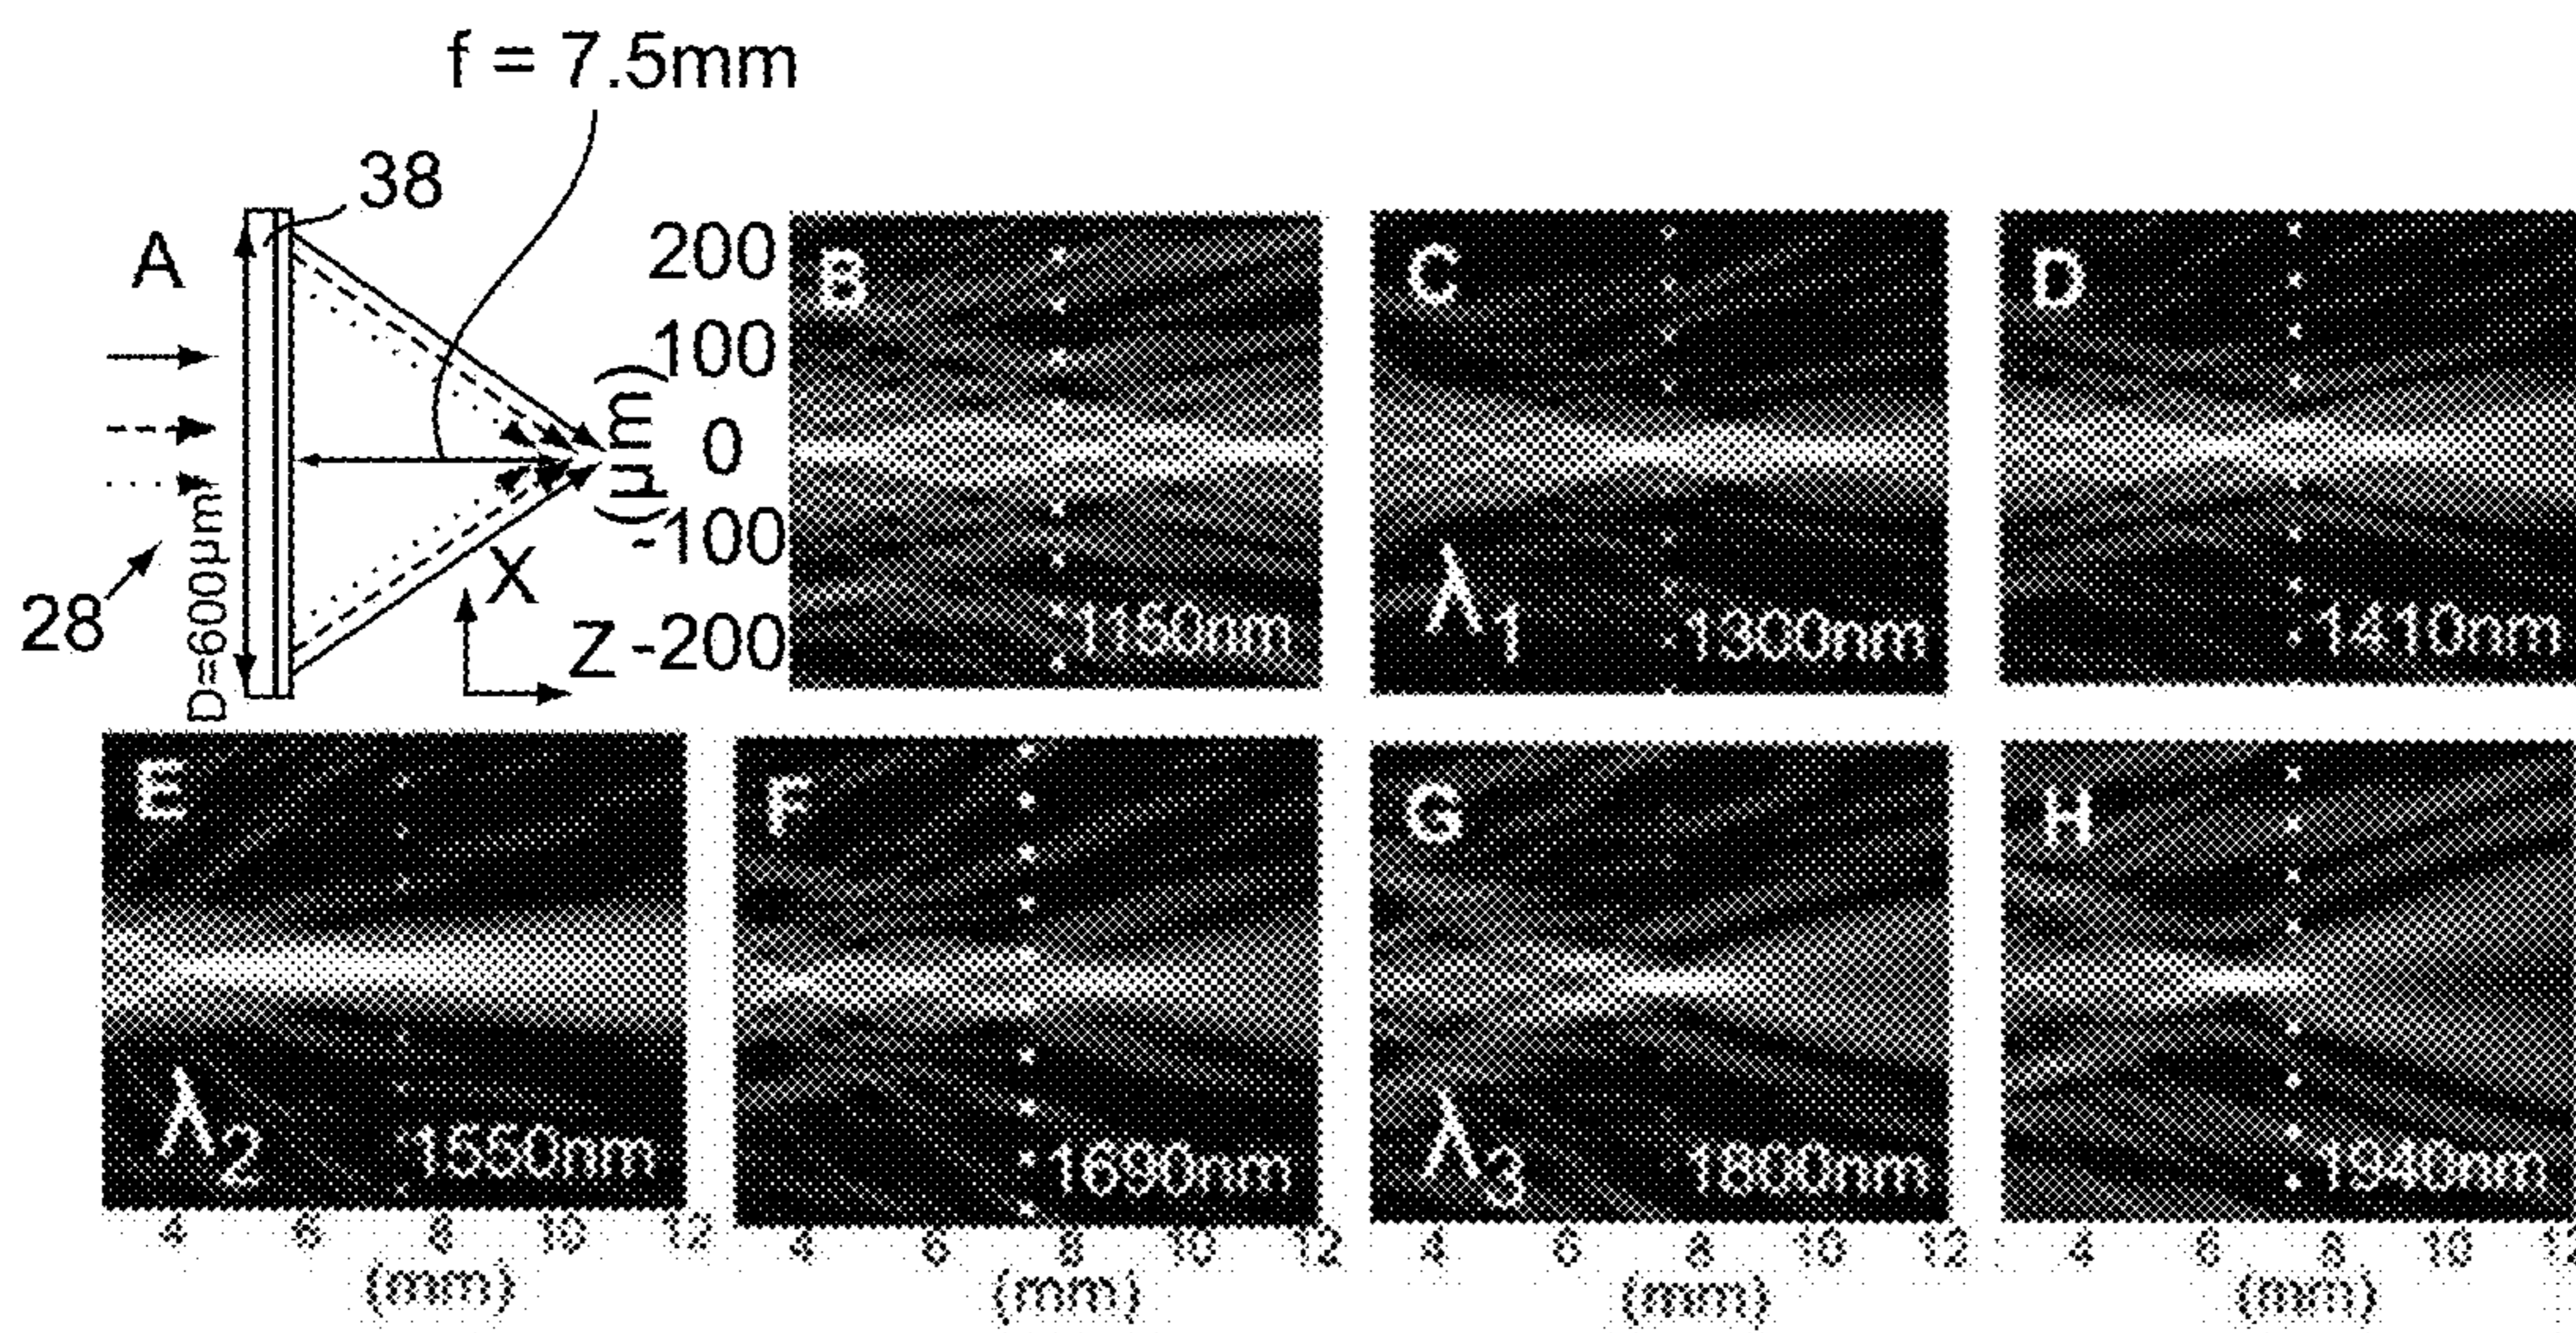 f = 7.5mm
38
A
28
D=600μm
X
Z
(μm)
200
100
0
-100
-200
B
1150nm
C
λ1
1300nm
D
1410nm
E
λ2
1550nm
4 6 8 10 12
(mm)
F
1690nm
4 6 8 10 12
(mm)
G
λ3
1800nm
4 6 8 10 12
(mm)
H
1940nm
4 6 8 10
(mm)